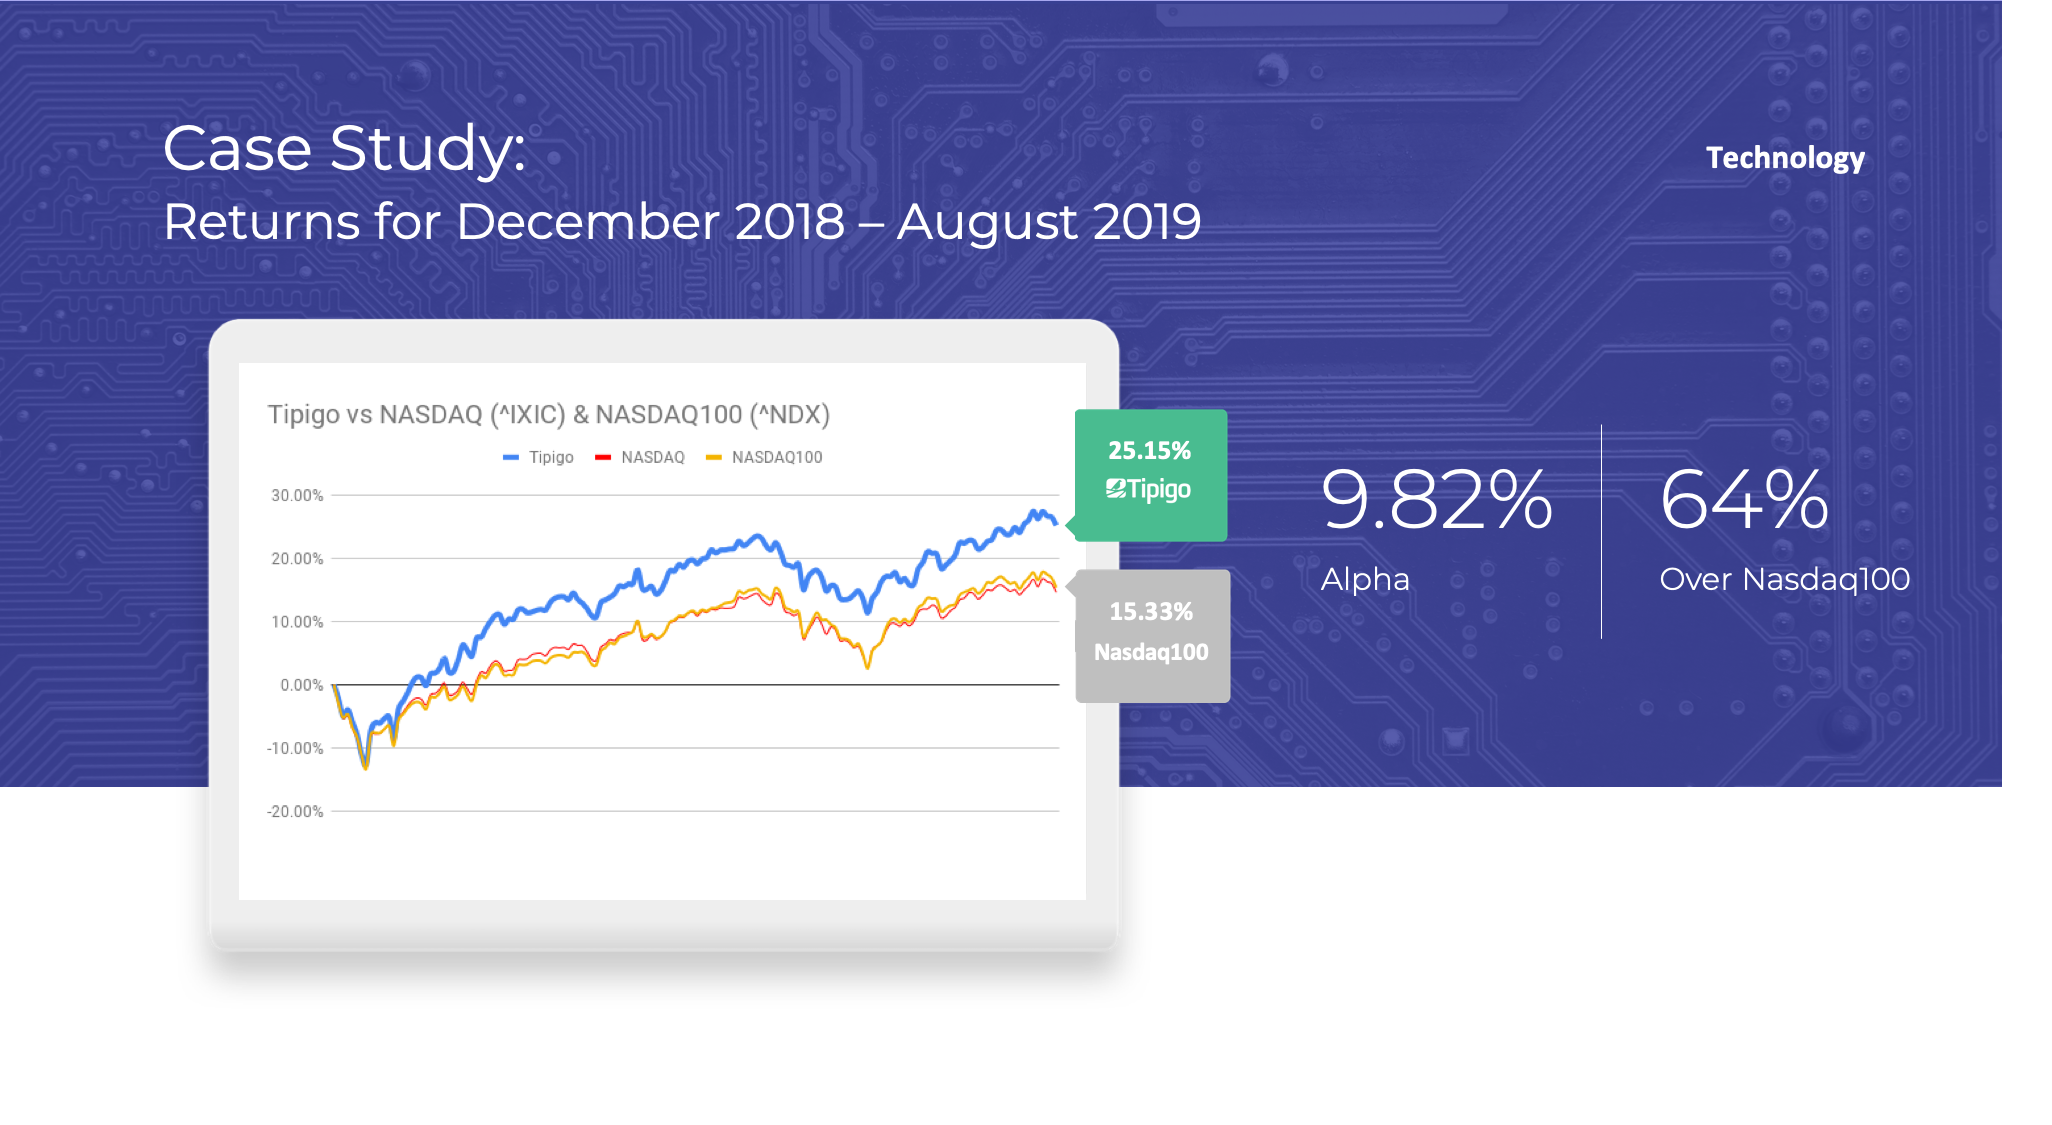 Case Study:
Returns for December 2018 – August 2019
Technology
Tipigo vs NASDAQ (^IXIC) & NASDAQ100 (^NDX)
Tipigo NASDAQ NASDAQ100
30.00%
20.00%
10.00%
0.00%
-10.00%
-20.00%
25.15%
Tipigo
15.33%
Nasdaq100
9.82%
Alpha
64%
Over Nasdaq100